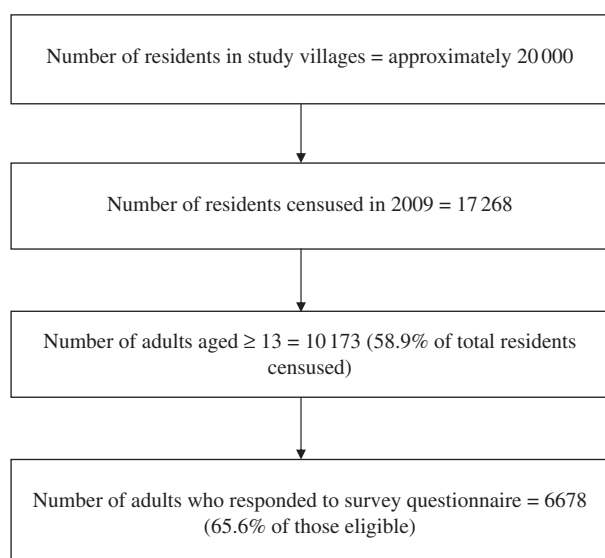 Number of residents in study villages = approximately 20 000
Number of residents censused in 2009 = 17 268
Number of adults aged ≥ 13 = 10 173 (58.9% of total residents
censused)
Number of adults who responded to survey questionnaire = 6678
(65.6% of those eligible)